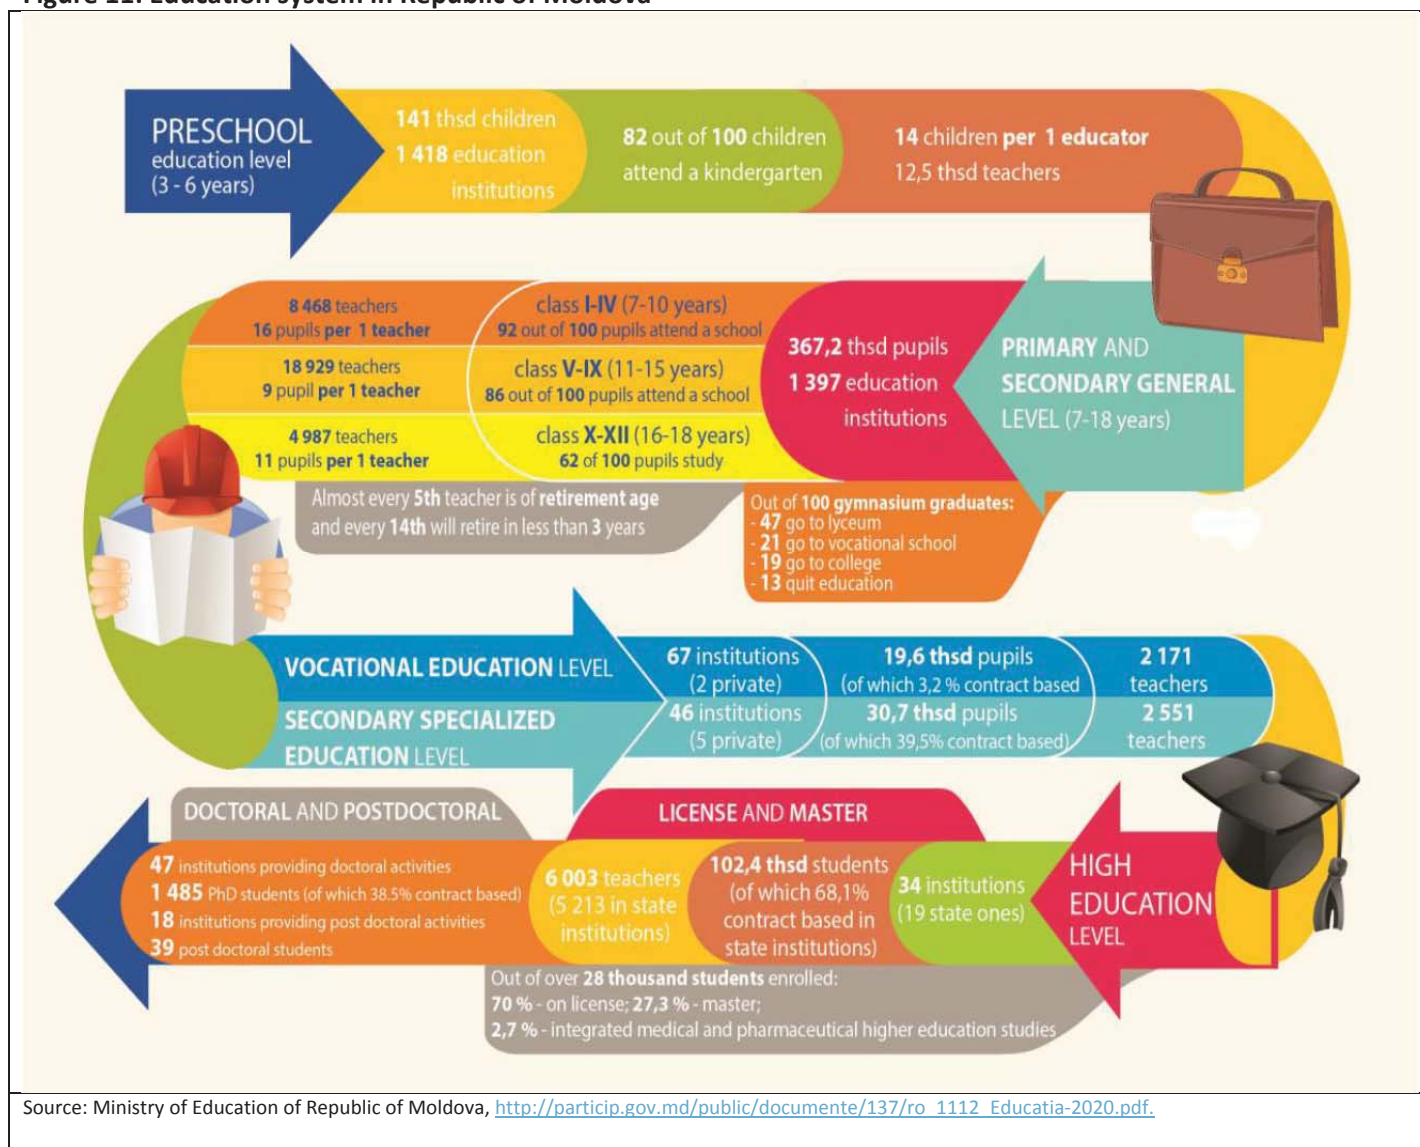 Figure 11. Education system in Republic of Moldova
PRESCHOOL
education level
(3 - 6 years)
141 thsd children
1 418 education
institutions
82 out of 100 children
attend a kindergarten
14 children per 1 educator
12,5 thsd teachers
PRIMARY AND
SECONDARY GENERAL
LEVEL (7-18 years)
367,2 thsd pupils
1 397 education
institutions
class I-IV (7-10 years)
92 out of 100 pupils attend a school
8 468 teachers
16 pupils per 1 teacher
class V-IX (11-15 years)
86 out of 100 pupils attend a school
18 929 teachers
9 pupil per 1 teacher
class X-XII (16-18 years)
62 of 100 pupils study
4 987 teachers
11 pupils per 1 teacher
Almost every 5th teacher is of retirement age
and every 14th will retire in less than 3 years
Out of 100 gymnasium graduates:
- 47 go to lyceum
- 21 go to vocational school
- 19 go to college
- 13 quit education
VOCATIONAL EDUCATION LEVEL
67 institutions
(2 private)
19,6 thsd pupils
(of which 3,2 % contract based
2 171
teachers
SECONDARY SPECIALIZED
EDUCATION LEVEL
46 institutions
(5 private)
30,7 thsd pupils
(of which 39,5% contract based)
2 551
teachers
HIGH
EDUCATION
LEVEL
LICENSE AND MASTER
34 institutions
(19 state ones)
102,4 thsd students
(of which 68,1%
contract based in
state institutions)
6 003 teachers
(5 213 in state
institutions)
DOCTORAL AND POSTDOCTORAL
47 institutions providing doctoral activities
1 485 PhD students (of which 38.5% contract based)
18 institutions providing post doctoral activities
39 post doctoral students
Out of over 28 thousand students enrolled:
70 % - on license; 27,3 % - master;
2,7 % - integrated medical and pharmaceutical higher education studies
Source: Ministry of Education of Republic of Moldova, http://particip.gov.md/public/documente/137/ro_1112_Educatia-2020.pdf.